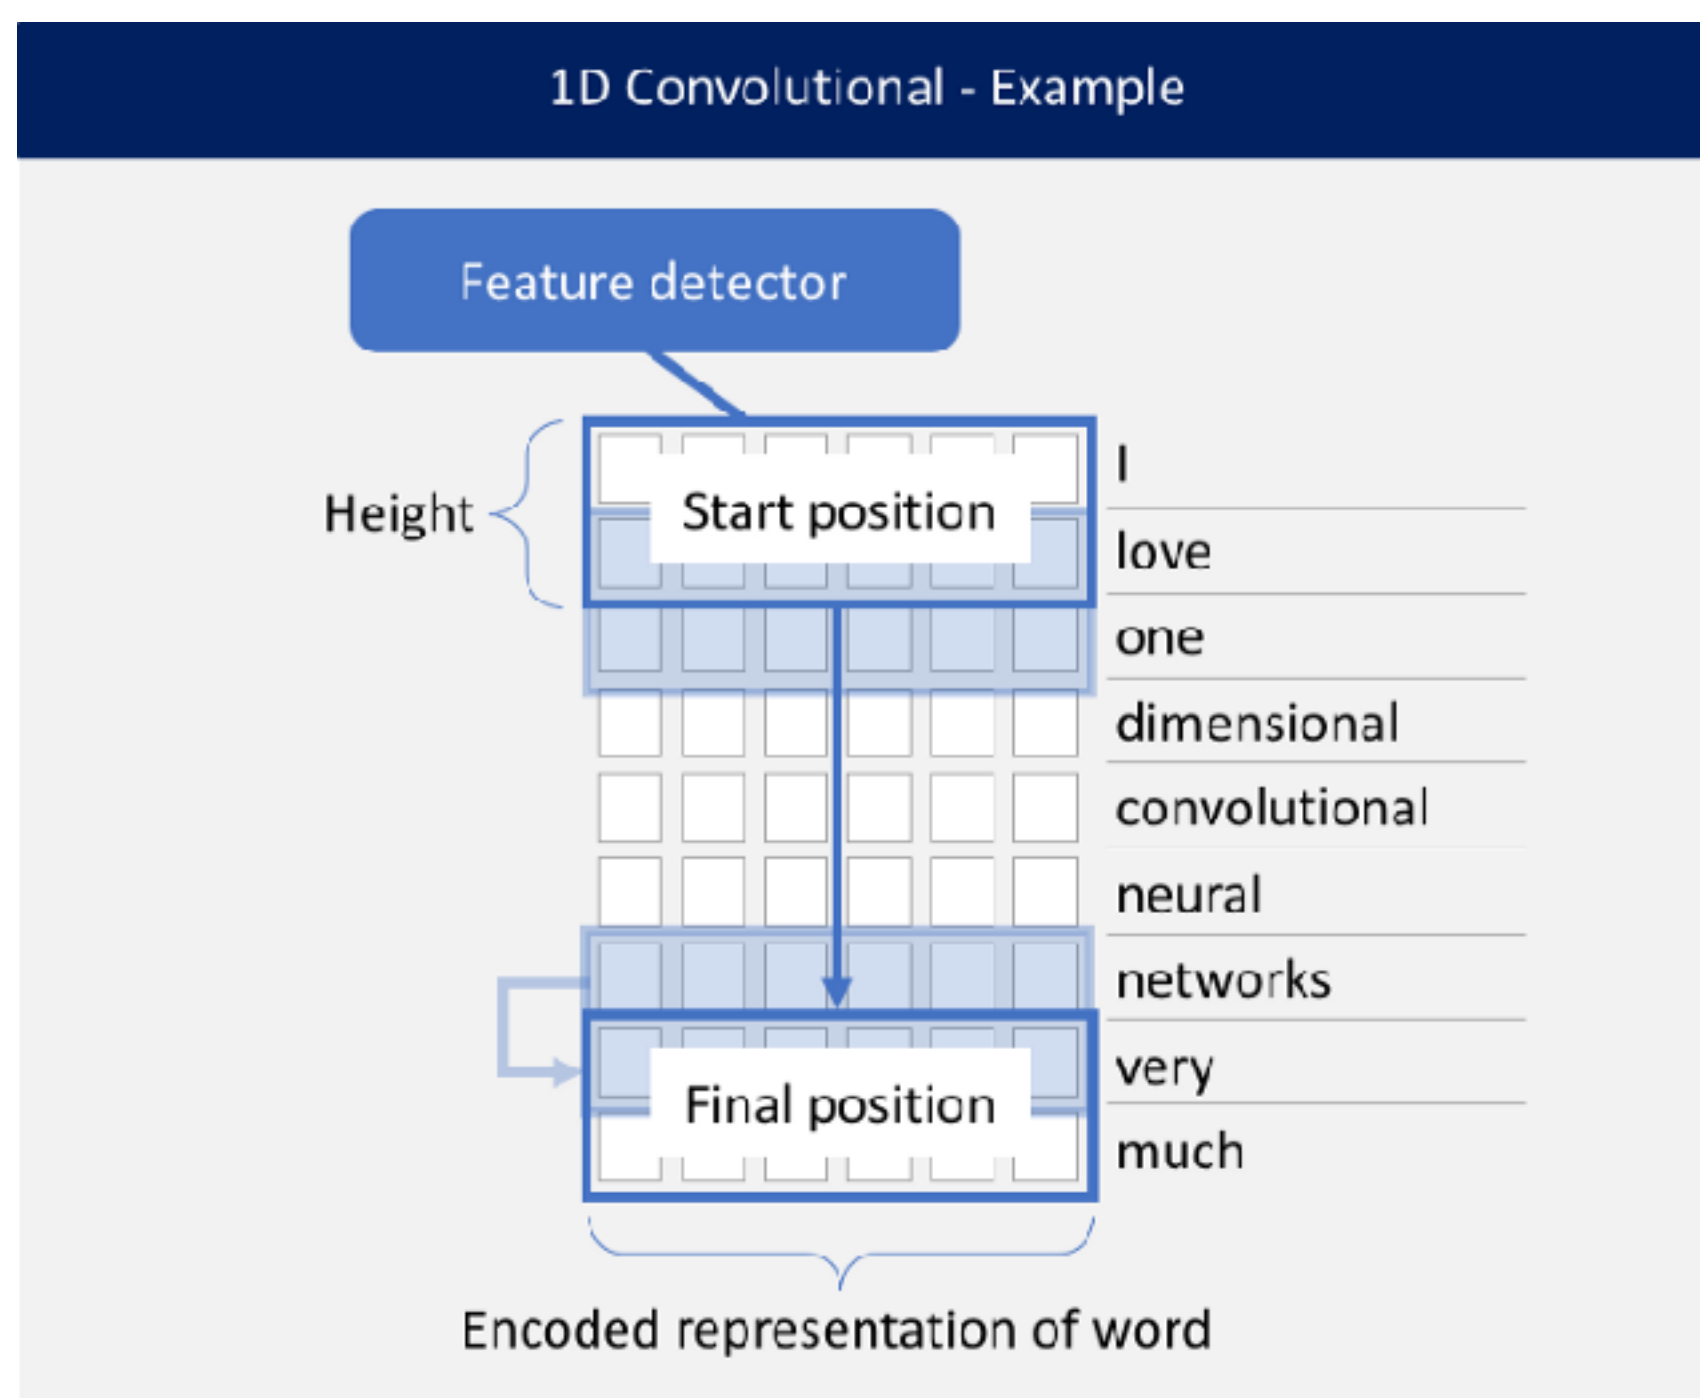 1D Convolutional - Example
Feature detector
Height
Start position
I
love
one
dimensional
convolutional
neural
networks
very
Final position
much
Encoded representation of word